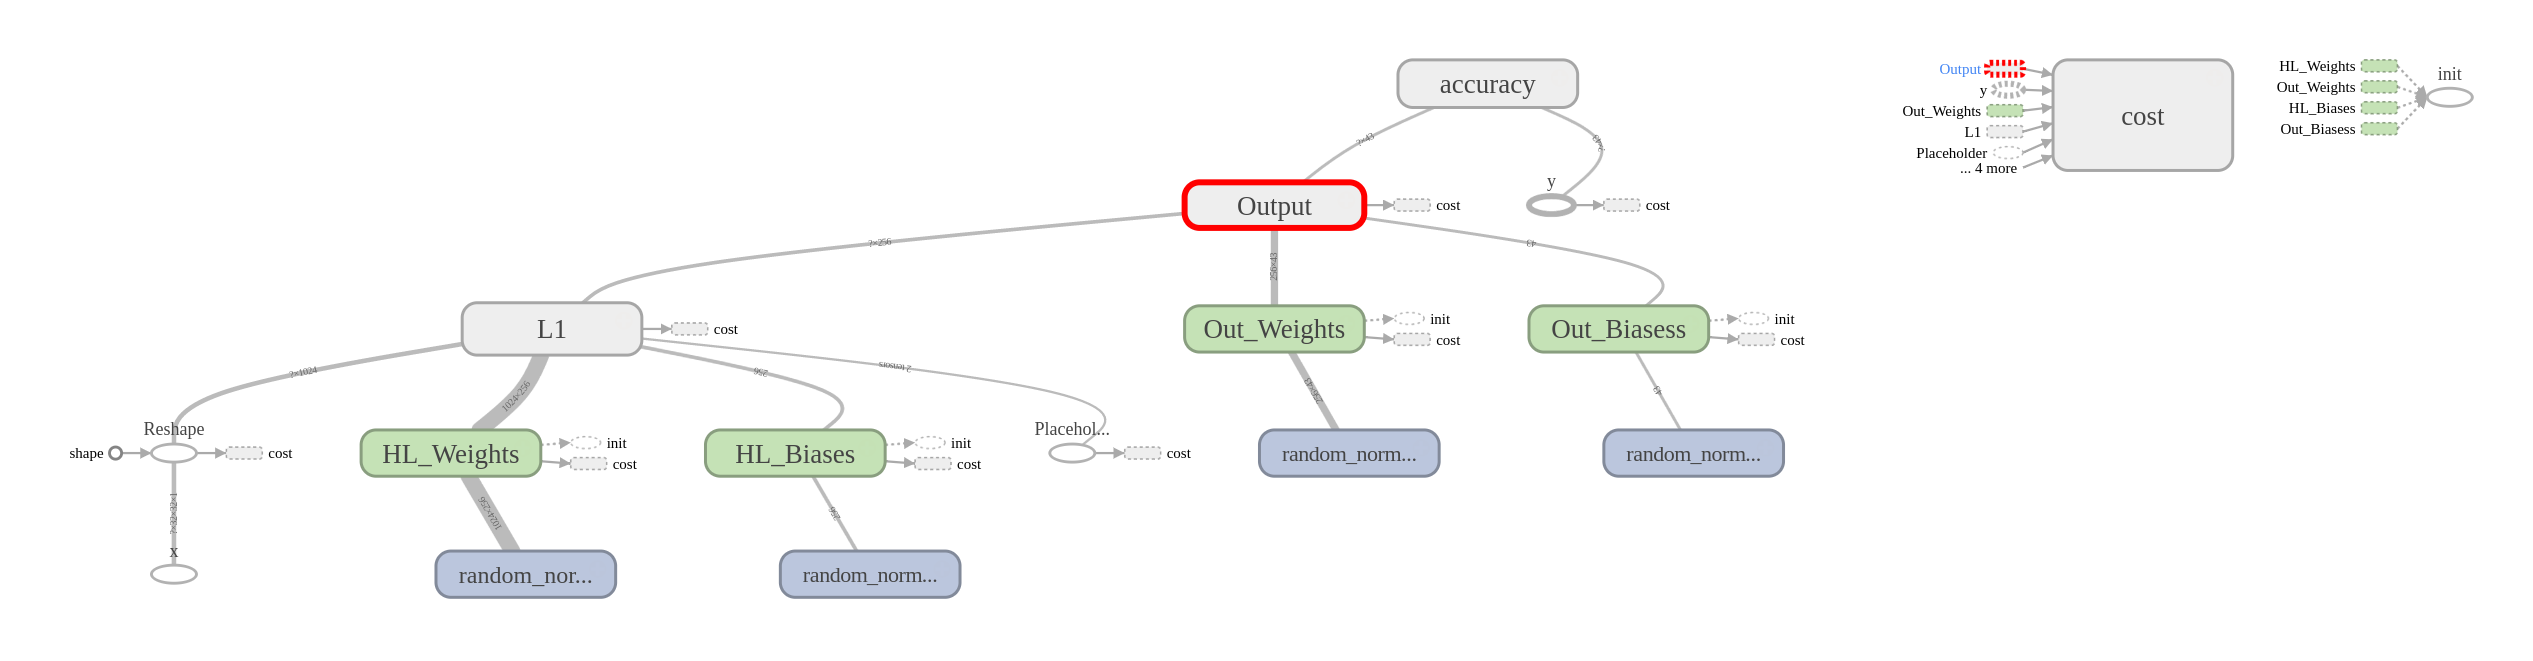 accuracy
?×43
?×43
Output
cost
y
cost
?×256
256×43
43
L1
cost
Out_Weights
init
cost
Out_Biasess
init
cost
?×1024
1024×256
256
2 tensors
256×43
43
Reshape
shape
cost
HL_Weights
init
cost
HL_Biases
init
cost
Placehol...
cost
random_norm...
random_norm...
?×32×32×1
1024×256
256
x
random_nor...
random_norm...
Output
y
Out_Weights
L1
Placeholder
... 4 more
cost
HL_Weights
Out_Weights
HL_Biases
Out_Biasess
init